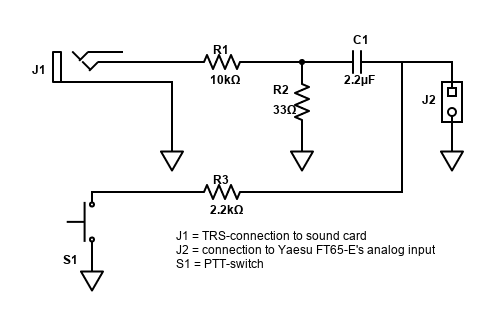 R1
C1
J1
10kΩ
R2
2.2µF
J2
33Ω
R3
2.2kΩ
S1
J1 = TRS-connection to sound card
J2 = connection to Yaesu FT65-E's analog input
S1 = PTT-switch